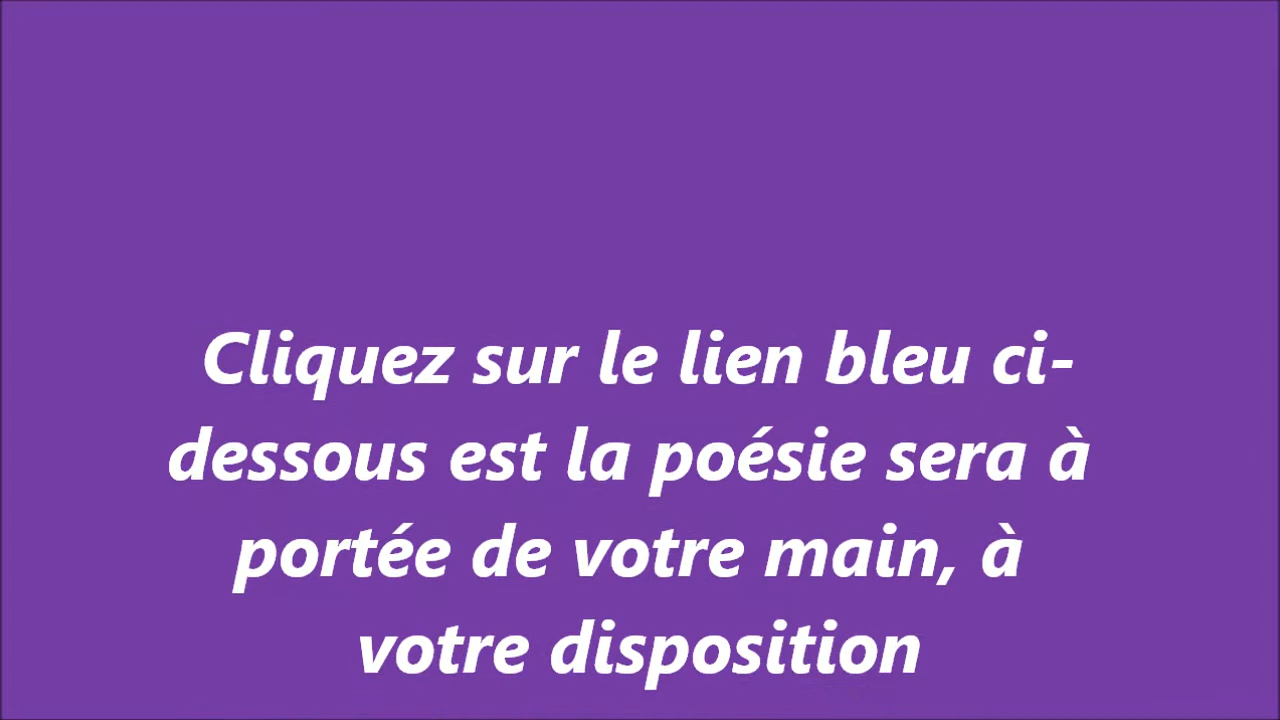 Cliquez sur le lien bleu ci-
dessous est la poésie sera à
portée de votre main, à
votre disposition